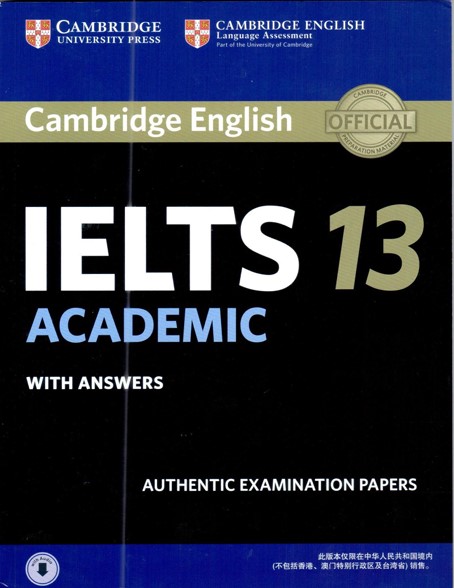 CAMBRIDGE
UNIVERSITY PRESS
CAMBRIDGE ENGLISH
Language Assessment
Part of the University of Cambridge
Cambridge English
CAMBRIDGE
OFFICIAL
PREPARATION MATERIAL
IELTS 13
ACADEMIC
WITH ANSWERS
AUTHENTIC EXAMINATION PAPERS
with Audio
此版本仅限在中华人民共和国境内
(不包括香港、澳门特别行政区及台湾省) 销售。